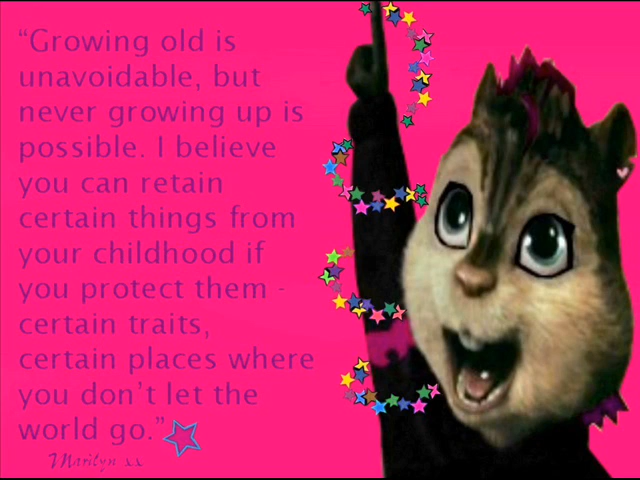 “Growing old is
unavoidable, but
never growing up is
possible. I believe
you can retain
certain things from
your childhood if
you protect them -
certain traits,
certain places where
you don’t let the
world go.”
Marilyn xx